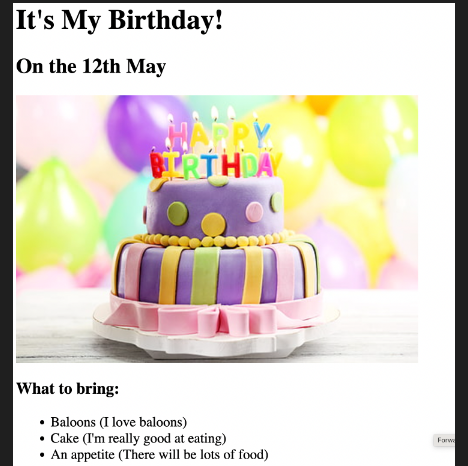 It's My Birthday!
On the 12th May
HAPPY
BIRTHDAY
What to bring:
Baloons (I love baloons)
Cake (I'm really good at eating)
An appetite (There will be lots of food)